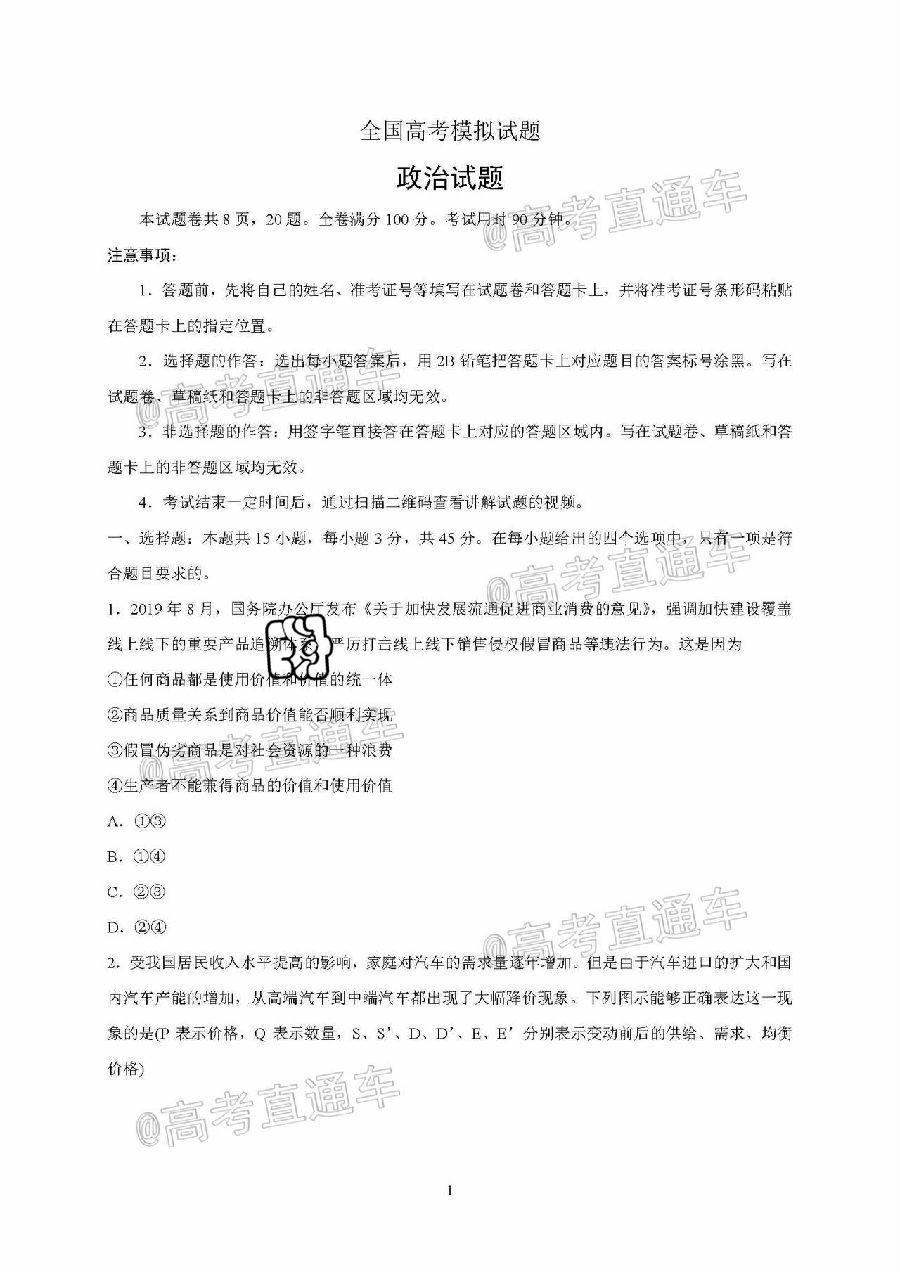 全国高考模拟试题
政治试题
本试题卷共 8 页，20 题。全卷满分 100 分。考试用时 90 分钟。
注意事项：
1．答题前，先将自己的姓名、准考证号等填写在试题卷和答题卡上，并将准考证号条形码粘贴
在答题卡上的指定位置。
2．选择题的作答：选出每小题答案后，用 2B 铅笔把答题卡上对应题目的答案标号涂黑。写在
试题卷、草稿纸和答题卡上的非答题区域均无效。
3．非选择题的作答：用签字笔直接答在答题卡上对应的答题区域内。写在试题卷、草稿纸和答
题卡上的非答题区域均无效。
4．考试结束一定时间后，通过扫描二维码查看讲解试题的视频。
一、选择题：本题共 15 小题，每小题 3 分，共 45 分。在每小题给出的四个选项中，只有一项是符
合题目要求的。
1．2019 年 8 月，国务院办公厅发布《关于加快发展流通促进商业消费的意见》，强调加快建设覆盖
线上线下的重要产品追溯体系，严厉打击线上线下销售侵权假冒商品等违法行为。这是因为
①任何商品都是使用价值和价值的统一体
②商品质量关系到商品价值能否顺利实现
③假冒伪劣商品是对社会资源的一种浪费
④生产者不能兼得商品的价值和使用价值
A．①③
B．①④
C．②③
D．②④
2．受我国居民收入水平提高的影响，家庭对汽车的需求量逐年增加。但是由于汽车进口的扩大和国
内汽车产能的增加，从高端汽车到中端汽车都出现了大幅降价现象。下列图示能够正确表达这一现
象的是(P 表示价格，Q 表示数量，S、S′、D、D′、E、E′分别表示变动前后的供给、需求、均衡
价格)
1
@高考直通车
@高考直通车
@高考直通车
@高考直通车
@高考直通车
@高考直通车